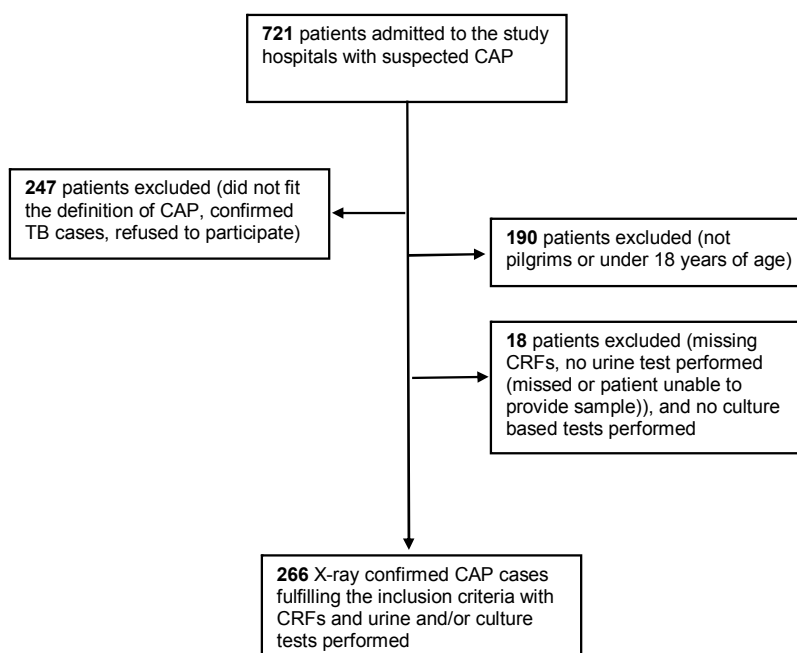 721 patients admitted to the study
hospitals with suspected CAP
247 patients excluded (did not fit
the definition of CAP, confirmed
TB cases, refused to participate)
190 patients excluded (not
pilgrims or under 18 years of age)
18 patients excluded (missing
CRFs, no urine test performed
(missed or patient unable to
provide sample)), and no culture
based tests performed
266 X-ray confirmed CAP cases
fulfilling the inclusion criteria with
CRFs and urine and/or culture
tests performed